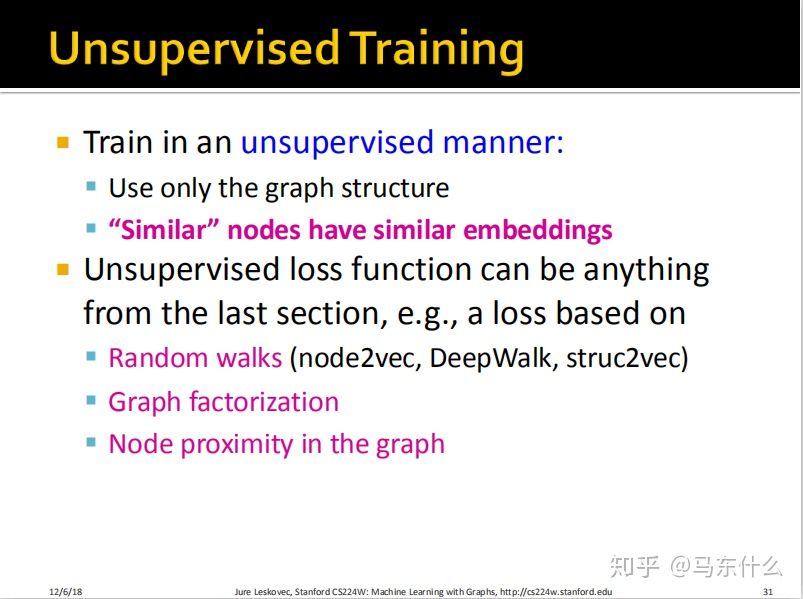 Unsupervised Training
Train in an unsupervised manner:
Use only the graph structure
“Similar” nodes have similar embeddings
Unsupervised loss function can be anything
from the last section, e.g., a loss based on
Random walks (node2vec, DeepWalk, struc2vec)
Graph factorization
Node proximity in the graph
知乎 @马东什么
12/6/18
Jure Leskovec, Stanford CS224W: Machine Learning with Graphs, http://cs224w.stanford.edu
31